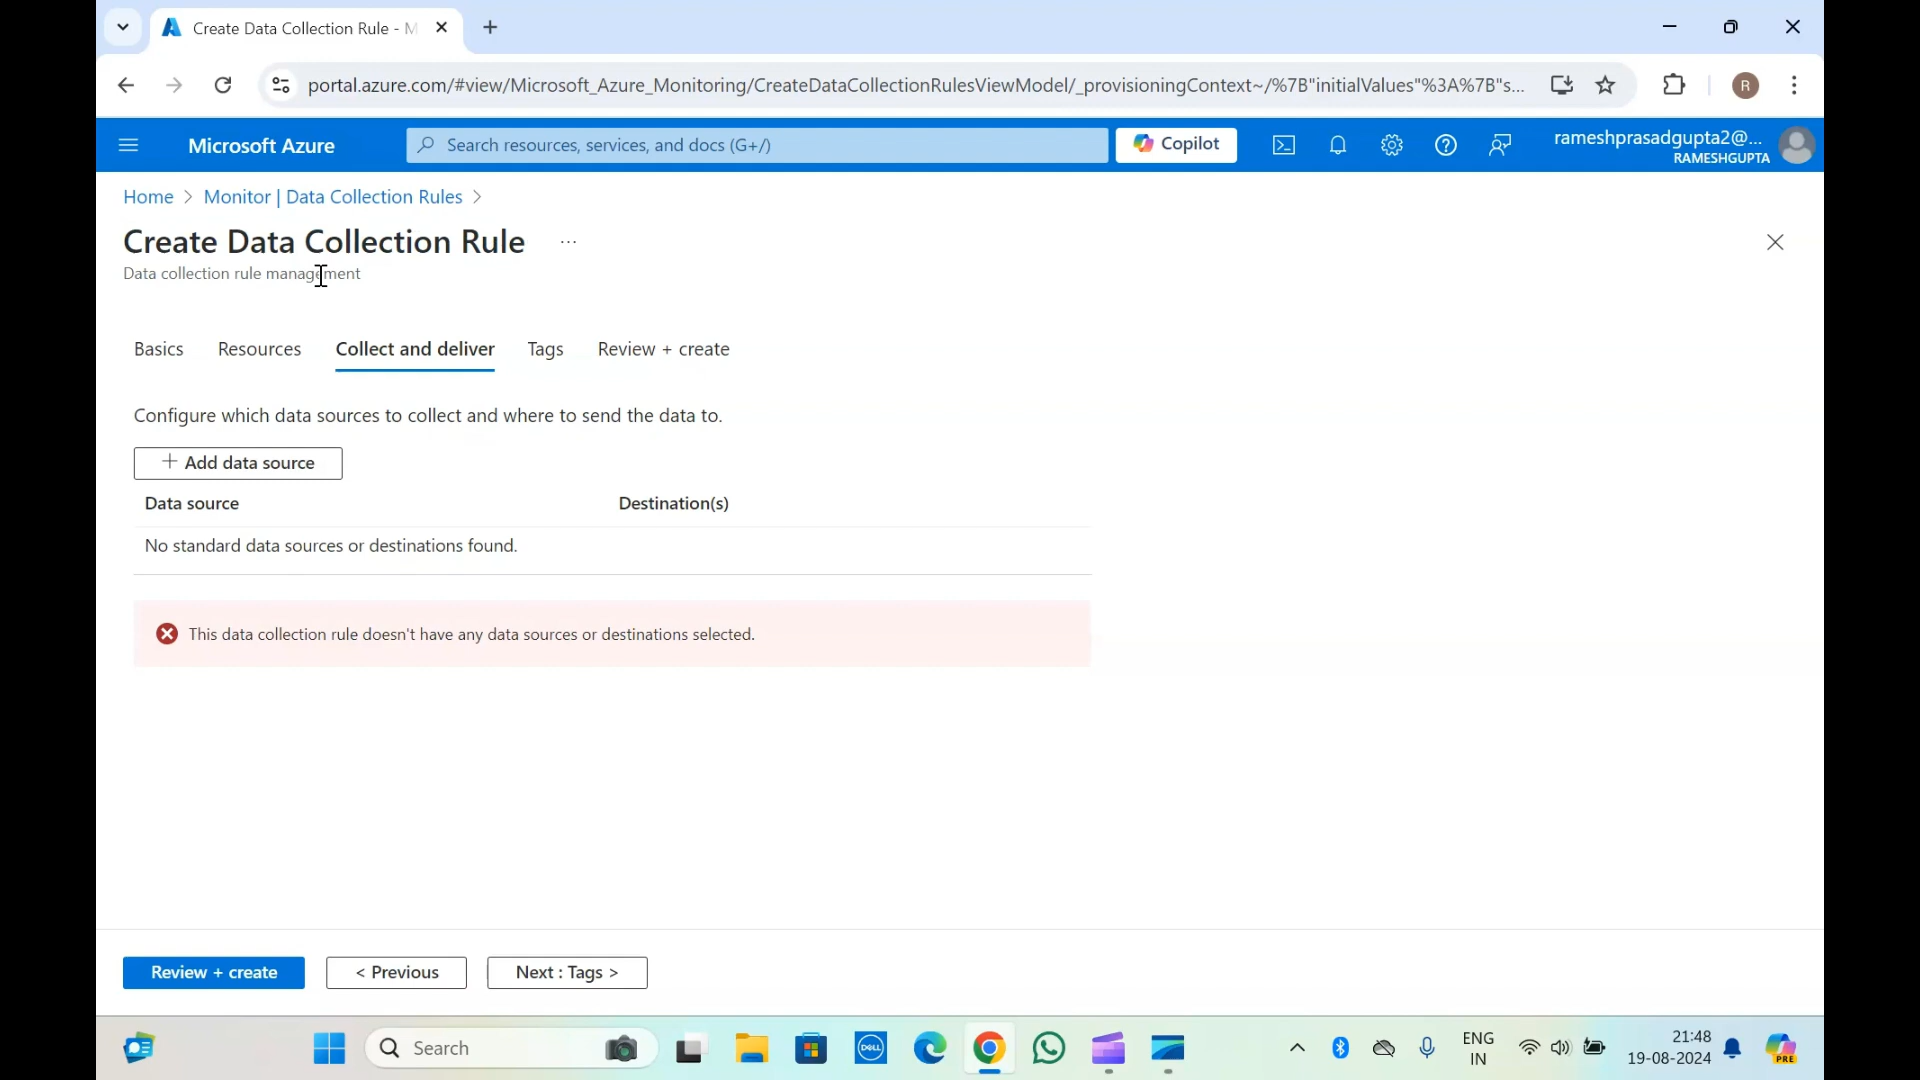 Create Data Collection Rule - M
portal.azure.com/#view/Microsoft_Azure_Monitoring/CreateDataCollectionRulesViewModel/_provisioningContext~/%7B"initialValues"%3A%7B"s...
R
Microsoft Azure
Search resources, services, and docs (G+/)
Copilot
rameshprasadgupta2@...
RAMESHGUPTA
Home > Monitor | Data Collection Rules >
Create Data Collection Rule ...
Data collection rule management
Basics Resources Collect and deliver Tags Review + create
Configure which data sources to collect and where to send the data to.
+ Add data source
Data source Destination(s)
No standard data sources or destinations found.
This data collection rule doesn't have any data sources or destinations selected.
Review + create < Previous Next : Tags >
Search
DELL
ENG
IN
21:48
19-08-2024
PRE